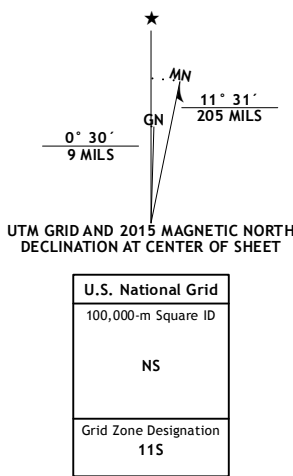 ★
MN
GN
11° 31´
205 MILS
0° 30´
9 MILS
UTM GRID AND 2015 MAGNETIC NORTH
DECLINATION AT CENTER OF SHEET
U.S. National Grid
100,000-m Square ID
NS
Grid Zone Designation
11S